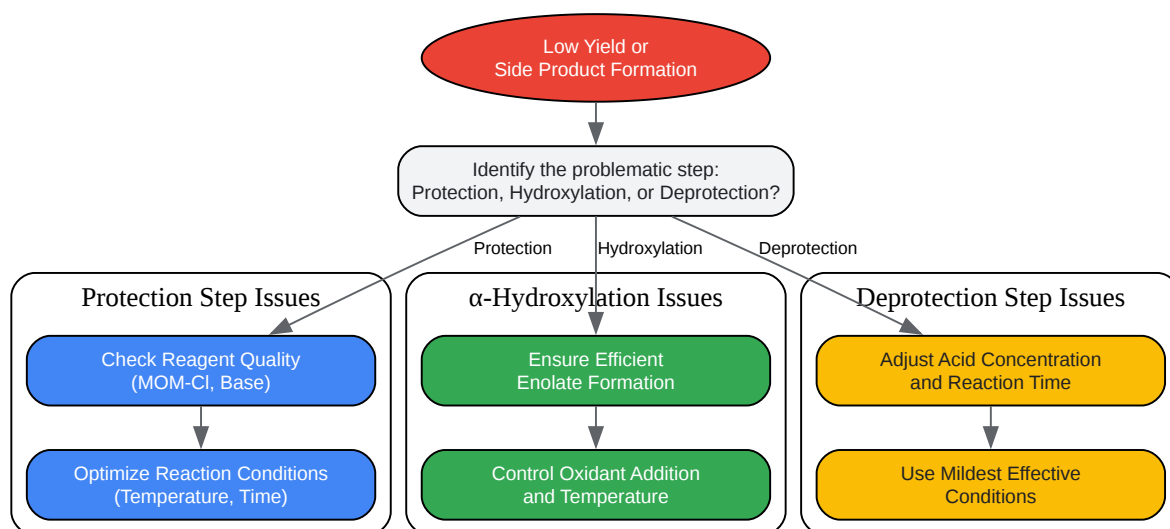 Low Yield or
Side Product Formation
Identify the problematic step:
Protection, Hydroxylation, or Deprotection?
Protection
Hydroxylation
Deprotection
Protection Step Issues
Check Reagent Quality
(MOM-Cl, Base)
Optimize Reaction Conditions
(Temperature, Time)
α-Hydroxylation Issues
Ensure Efficient
Enolate Formation
Control Oxidant Addition
and Temperature
Deprotection Step Issues
Adjust Acid Concentration
and Reaction Time
Use Mildest Effective
Conditions